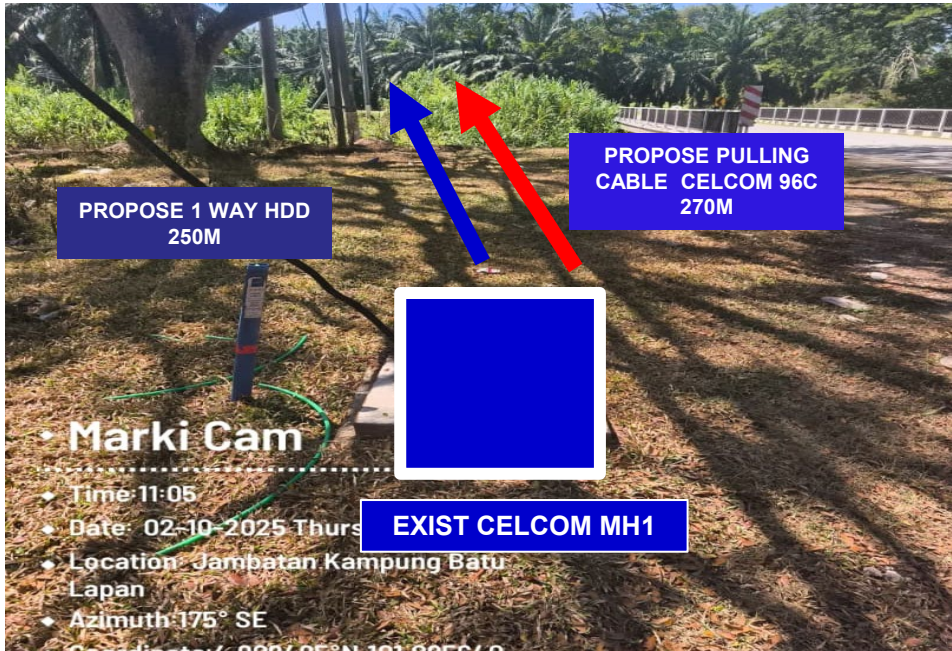 PROPOSE PULLING
CABLE CELCOM 96C
270M
PROPOSE 1 WAY HDD
250M
Marki Cam
Time:11:05
Date: 02-10-2025 Thurs
EXIST CELCOM MH1
Location: Jambatan Kampung Batu
Lapan
Azimuth:175° SE